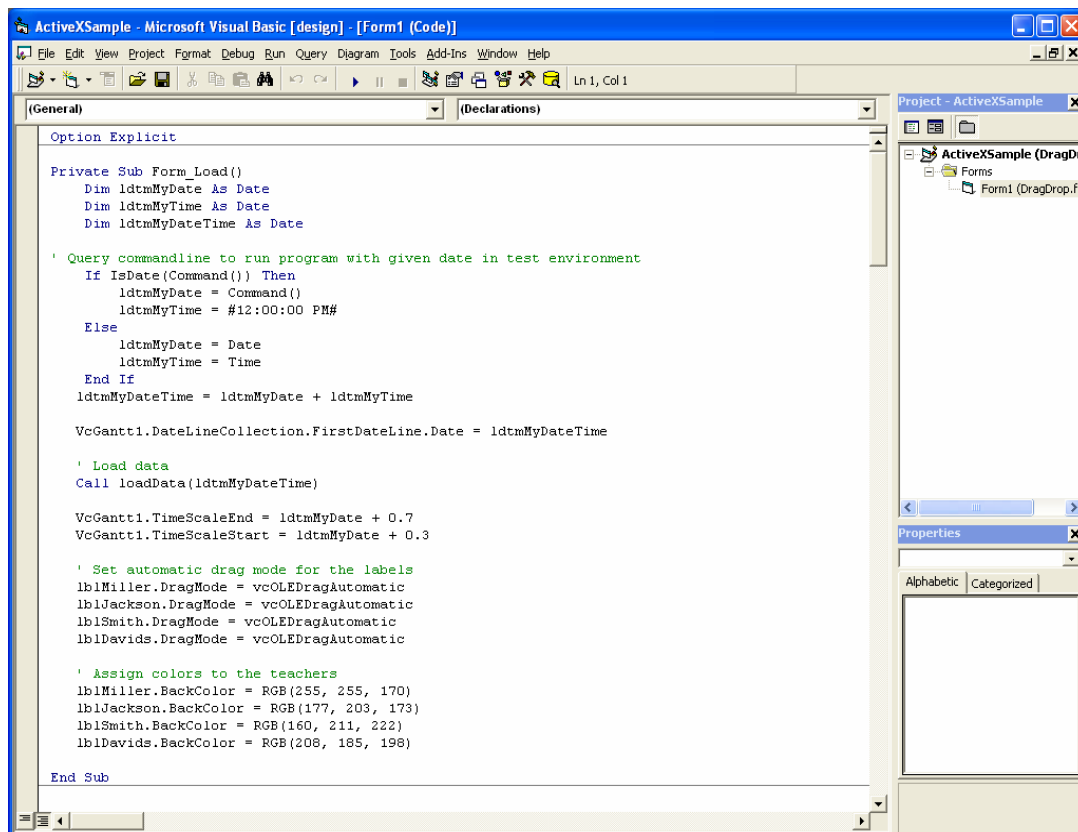 ActiveXSample - Microsoft Visual Basic [design] - [Form1 (Code)]
File Edit View Project Format Debug Run Query Diagram Tools Add-Ins Window Help
Ln 1, Col 1
(General)
(Declarations)
Option Explicit
Private Sub Form_Load()
Dim ldtmMyDate As Date
Dim ldtmMyTime As Date
Dim ldtmMyDateTime As Date
' Query commandline to run program with given date in test environment
If IsDate(Command()) Then
ldtmMyDate = Command()
ldtmMyTime = #12:00:00 PM#
Else
ldtmMyDate = Date
ldtmMyTime = Time
End If
ldtmMyDateTime = ldtmMyDate + ldtmMyTime
VcGantt1.DateLineCollection.FirstDateLine.Date = ldtmMyDateTime
' Load data
Call loadData(ldtmMyDateTime)
VcGantt1.TimeScaleEnd = ldtmMyDate + 0.7
VcGantt1.TimeScaleStart = ldtmMyDate + 0.3
' Set automatic drag mode for the labels
lblMiller.DragMode = vcOLEDragAutomatic
lblJackson.DragMode = vcOLEDragAutomatic
lblSmith.DragMode = vcOLEDragAutomatic
lblDavids.DragMode = vcOLEDragAutomatic
' Assign colors to the teachers
lblMiller.BackColor = RGB(255, 255, 170)
lblJackson.BackColor = RGB(177, 203, 173)
lblSmith.BackColor = RGB(160, 211, 222)
lblDavids.BackColor = RGB(208, 185, 198)
End Sub
Project - ActiveXSample
ActiveXSample (DragD
Forms
Form1 (DragDrop.f
Properties
Alphabetic Categorized